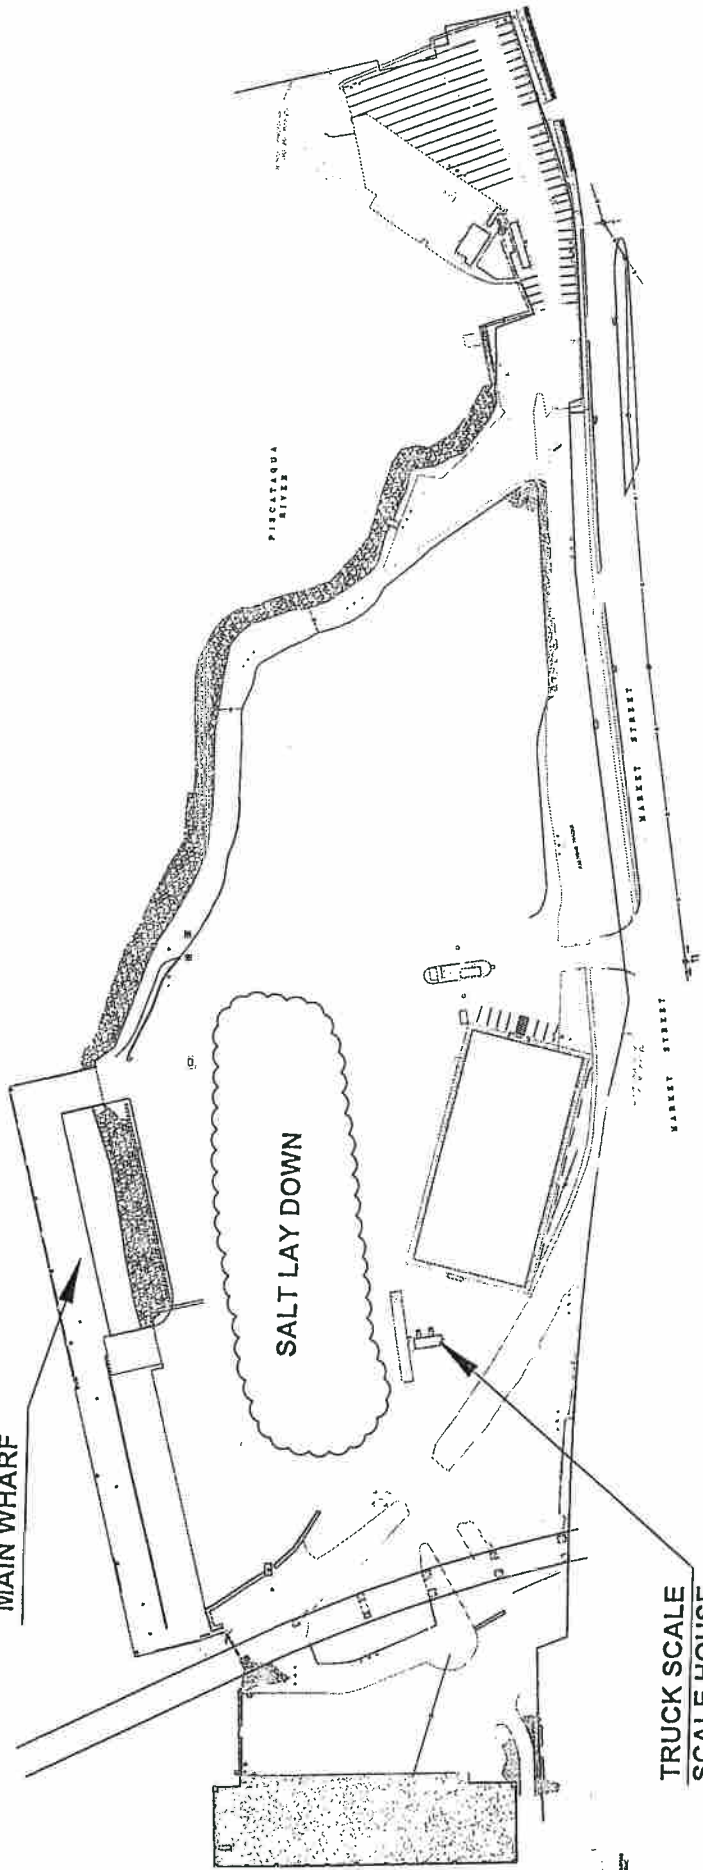 MAIN WHARF
PISCATAQUA
RIVER
SALT LAY DOWN
MARKET STREET
MARKET STREET
TRUCK SCALE
SCALE HOUSE